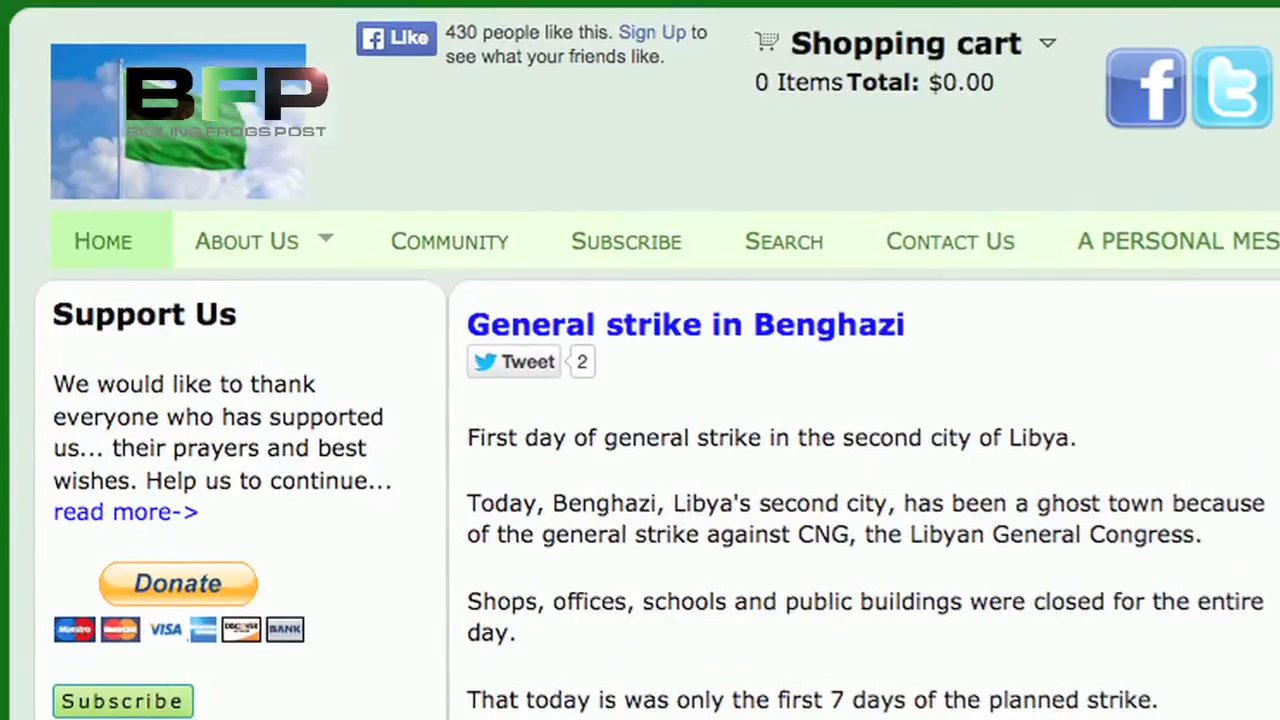 BFP
BOILING FROGS POST
Like
430 people like this. Sign Up to
see what your friends like.
Shopping cart
0 Items Total: $0.00
HOME
ABOUT US
COMMUNITY
SUBSCRIBE
SEARCH
CONTACT US
A PERSONAL MES
Support Us
We would like to thank
everyone who has supported
us... their prayers and best
wishes. Help us to continue...
read more->
Donate
Maestro
MasterCard
VISA
DISCOVER
BANK
Subscribe
General strike in Benghazi
Tweet
2
First day of general strike in the second city of Libya.
Today, Benghazi, Libya's second city, has been a ghost town because
of the general strike against CNG, the Libyan General Congress.
Shops, offices, schools and public buildings were closed for the entire
day.
That today is was only the first 7 days of the planned strike.